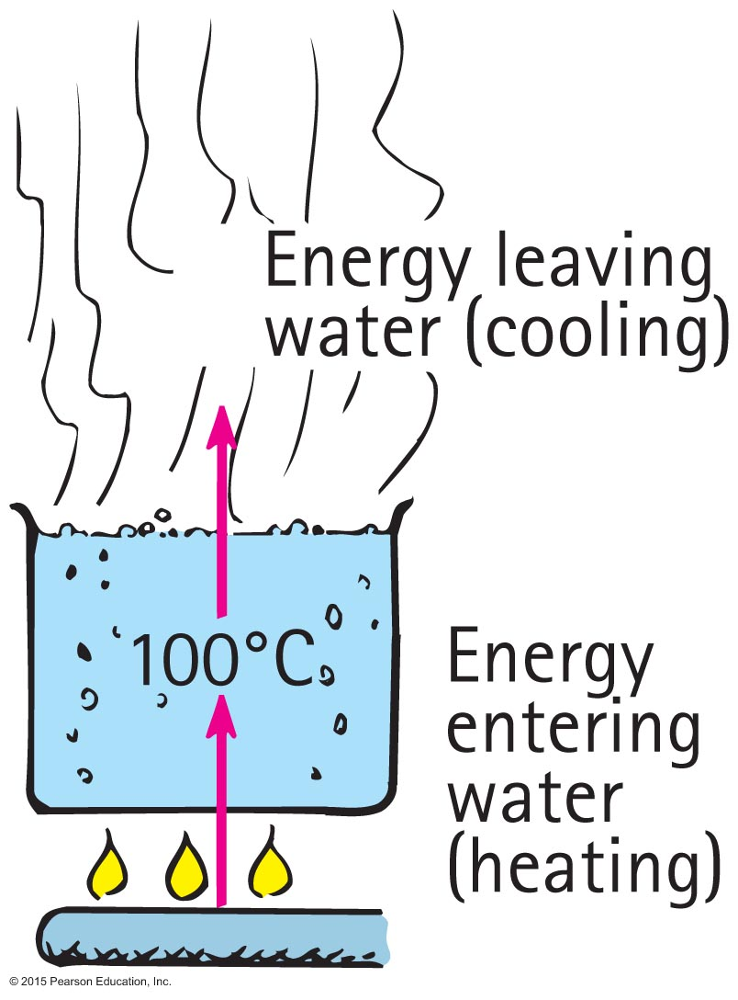 Energy leaving
water (cooling)
100°C
Energy
entering
water
(heating)
© 2015 Pearson Education, Inc.